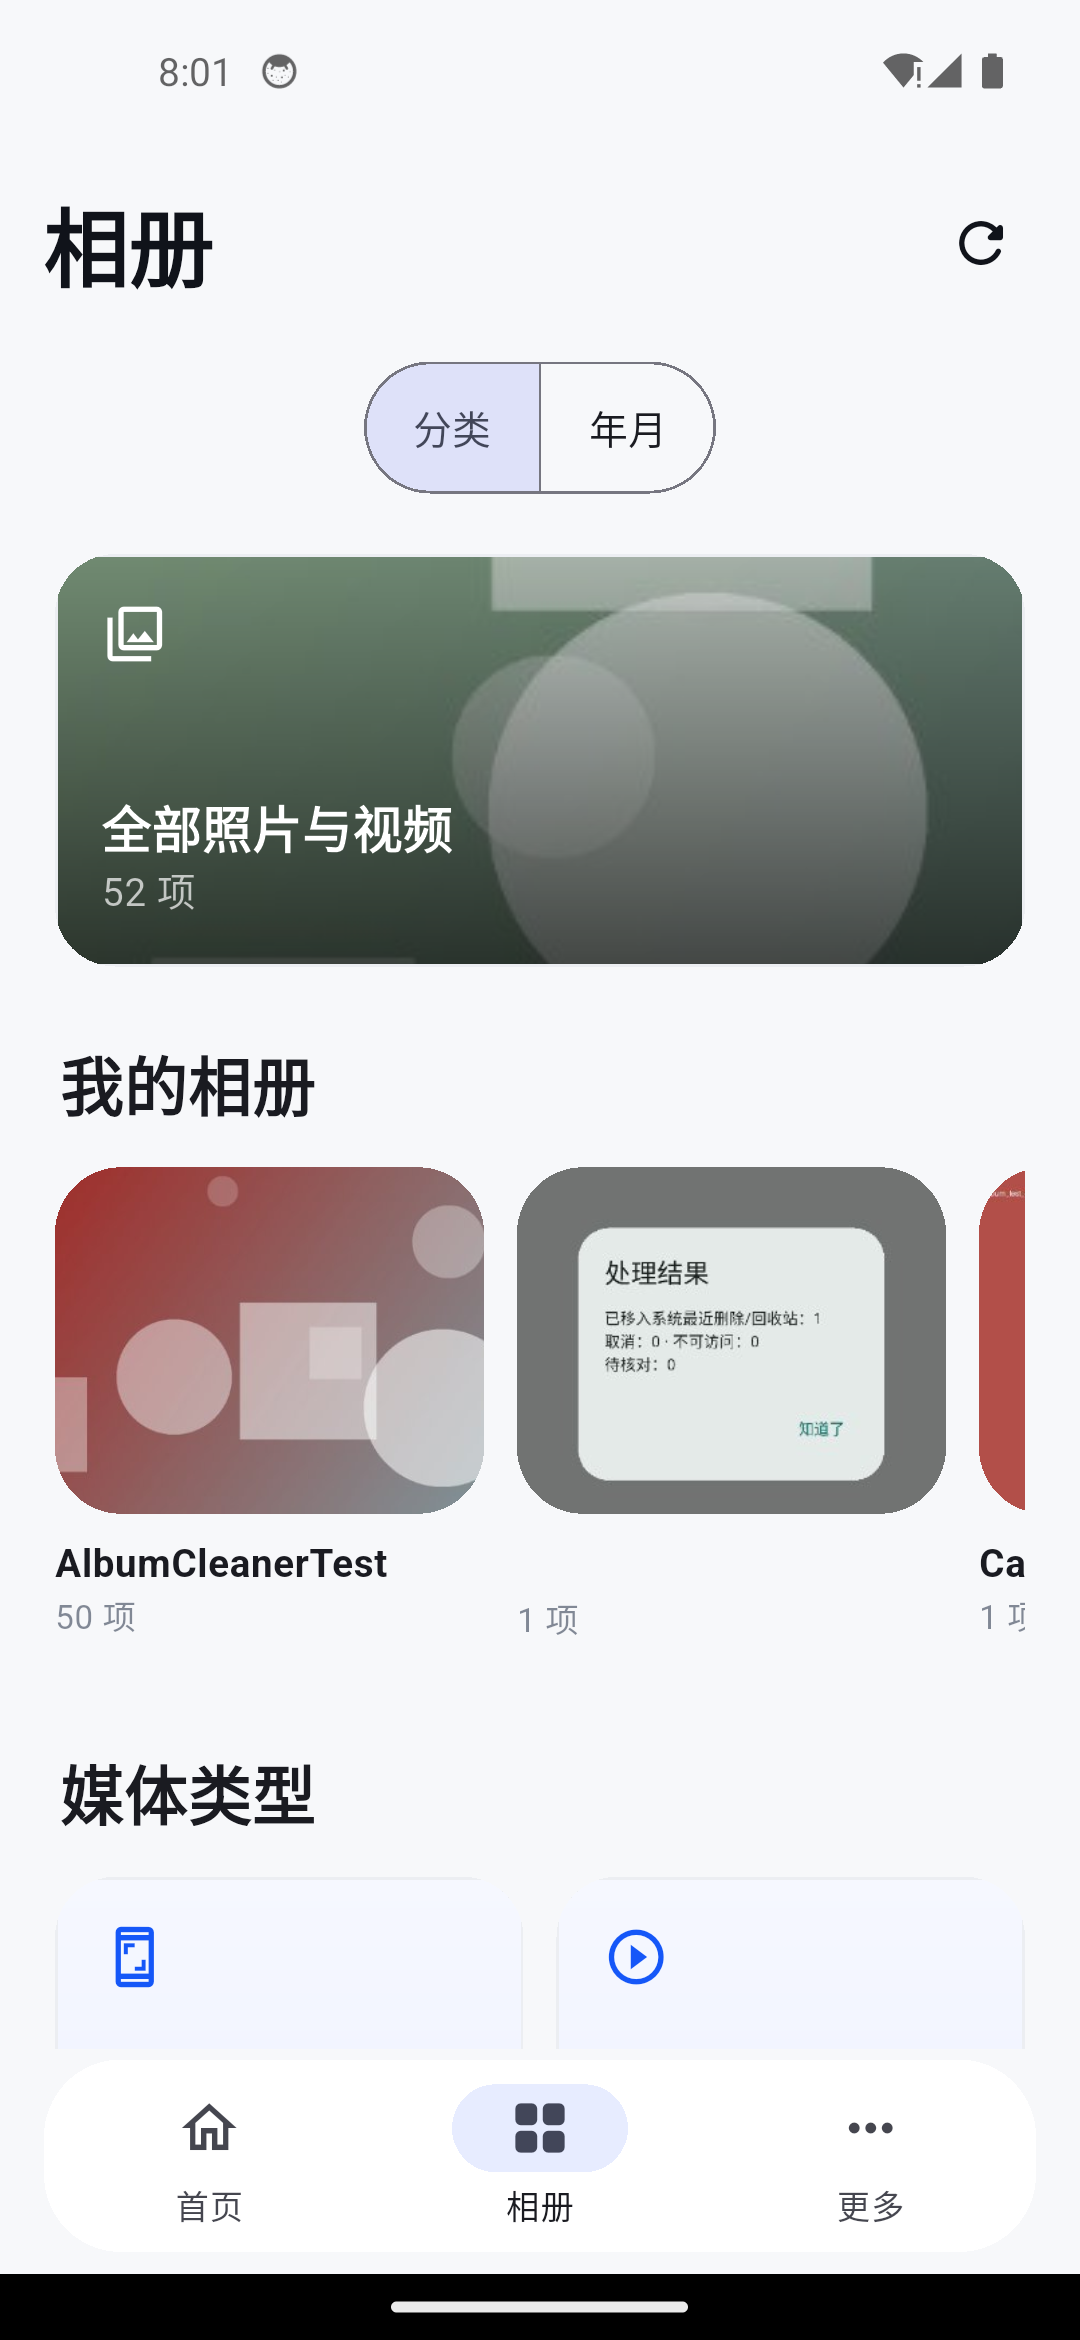 8:01
相册
分类
年月
全部照片与视频
52 项
我的相册
处理结果
已移入系统最近删除/回收站：1
取消：0 · 不可访问：0
待核对：0
知道了
AlbumCleanerTest
50 项
1 项
Ca
1 项
媒体类型
首页
相册
更多